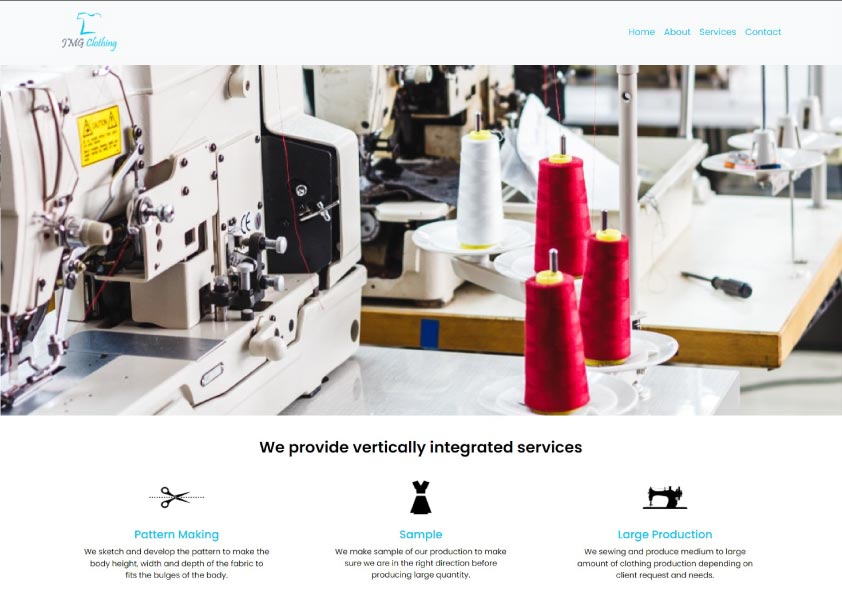 JMG Clothing
Home About Services Contact
CAUTION
CE
We provide vertically integrated services
Pattern Making
We sketch and develop the pattern to make the
body height, width and depth of the fabric to
fits the bulges of the body.
Sample
We make sample of our production to make
sure we are in the right direction before
producing large quantity.
Large Production
We sewing and produce medium to large
amount of clothing production depending on
client request and needs.